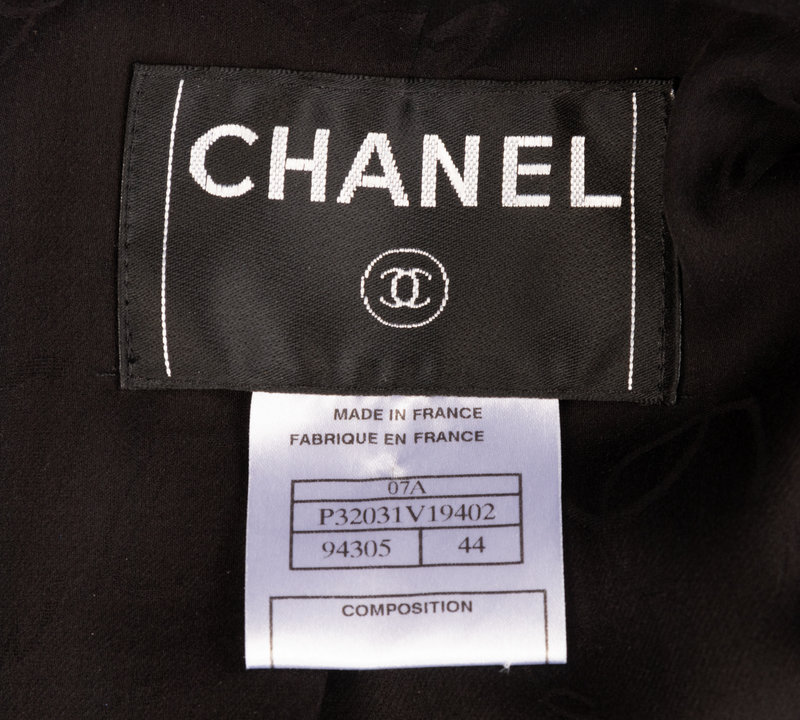 CHANEL
MADE IN FRANCE
FABRIQUE EN FRANCE
07A
P32031V19402
94305 44
COMPOSITION